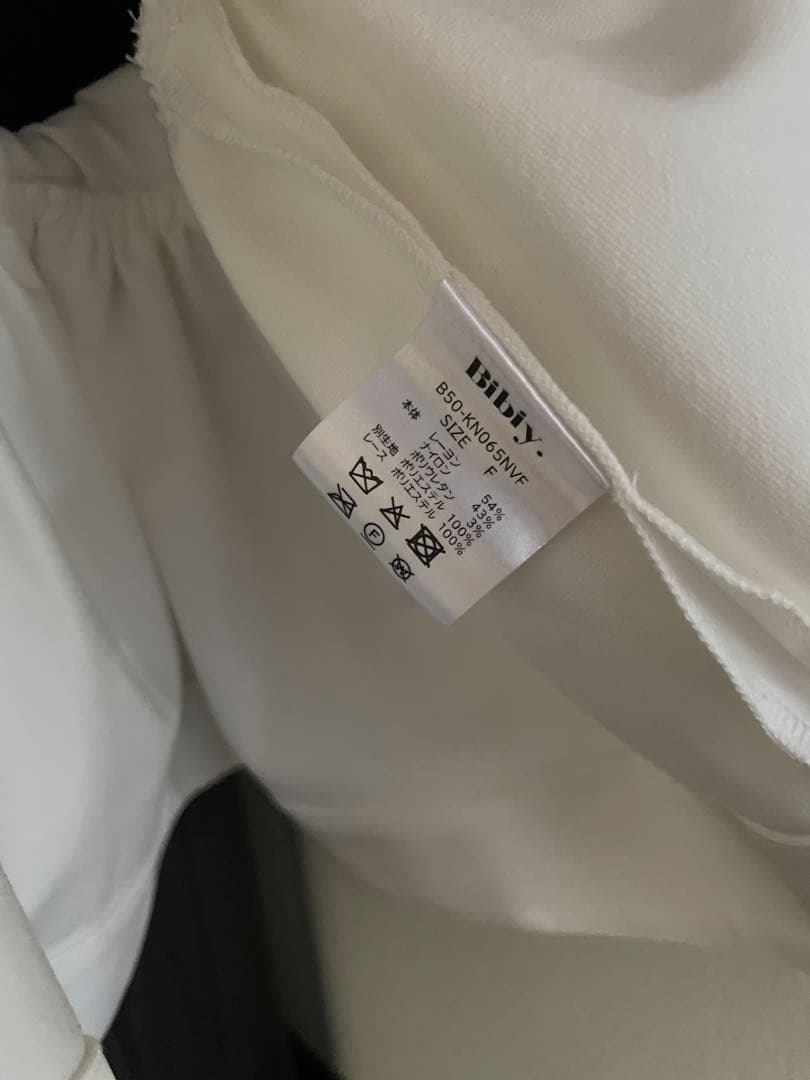 Bibiy.
B50-KN065NVF
SIZE F
本体 レーヨン 54%
ナイロン 43%
ポリウレタン 3%
別生地 ポリエステル 100%
レース ポリエステル 100%
F